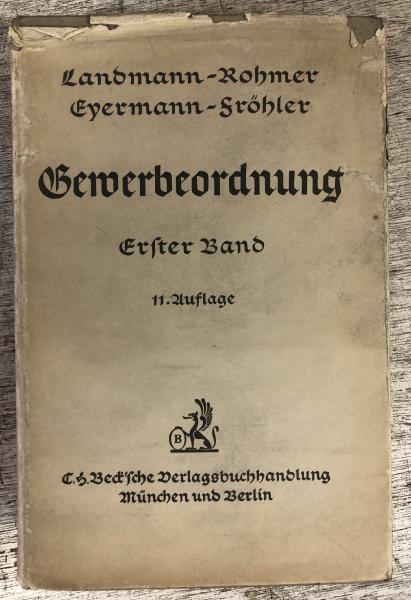 Landmann-Rohmer
Eyermann-Fröhler
Gewerbeordnung
Erſter Band
11. Auflage
B
C.H.Beck'ſche Verlagsbuchhandlung
München und Berlin